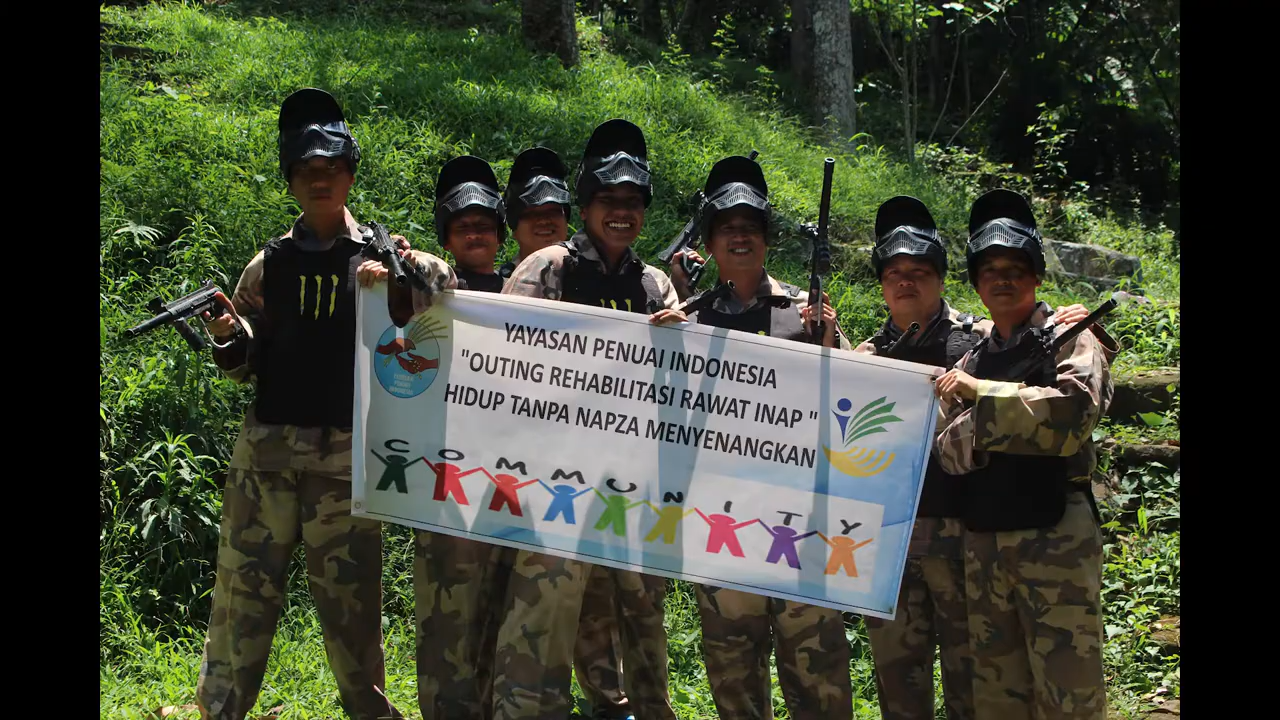 YAYASAN PENUAI INDONESIA
"OUTING REHABILITASI RAWAT INAP "
HIDUP TANPA NAPZA MENYENANGKAN
COMMUNITY